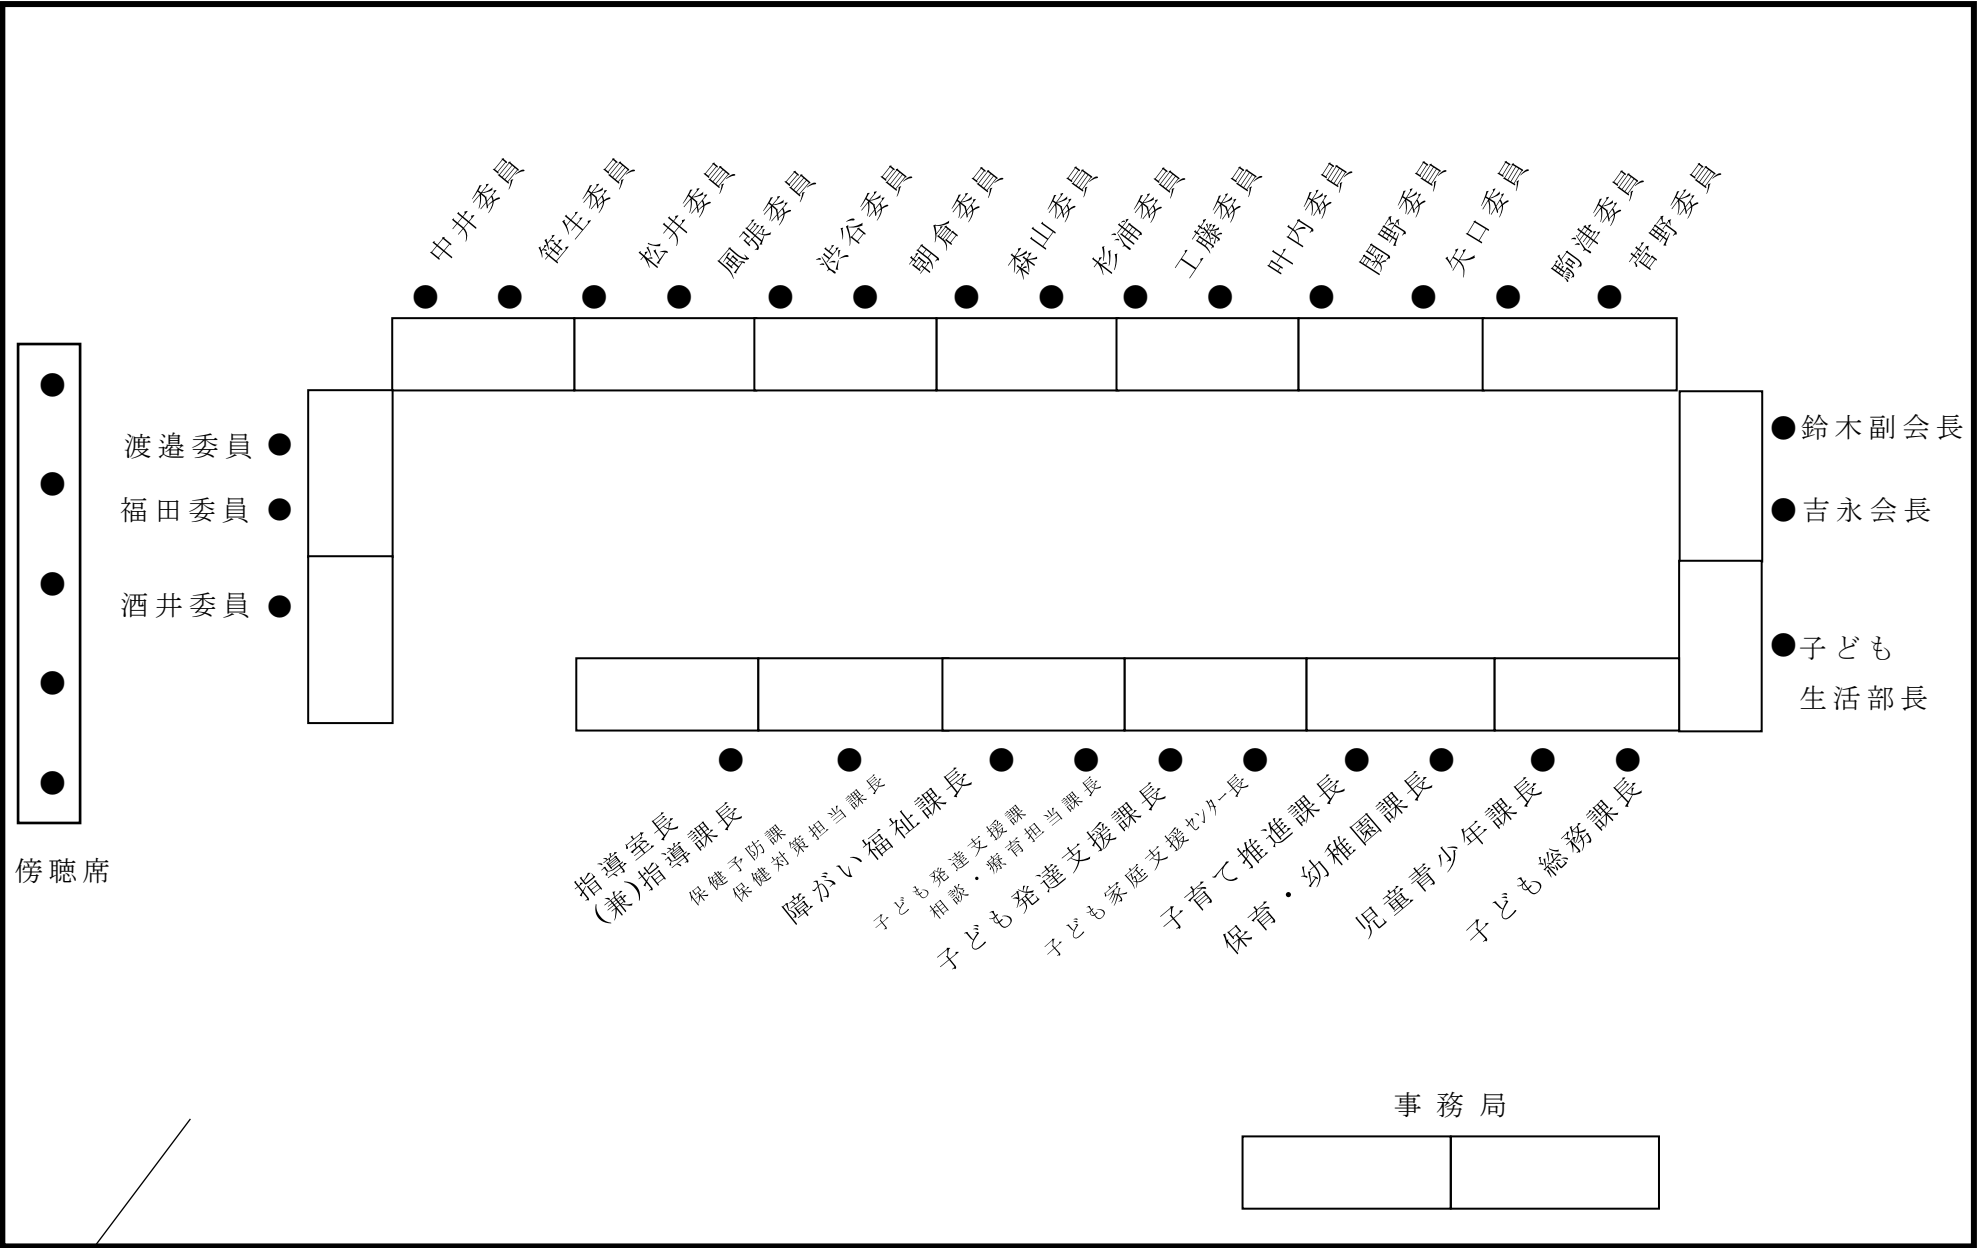 中井委員
笹生委員
松井委員
風張委員
渋谷委員
朝倉委員
森山委員
杉浦委員
工藤委員
叶内委員
関野委員
矢口委員
駒津委員
菅野委員
渡邉委員
福田委員
酒井委員
鈴木副会長
吉永会長
子ども
生活部長
傍聴席
指導室長
(兼)指導課長
保健予防課
保健対策担当課長
障がい福祉課長
子ども発達支援課
相談・療育担当課長
子ども発達支援課長
子ども家庭支援センター長
子育て推進課長
保育・幼稚園課長
児童青少年課長
子ども総務課長
事務局